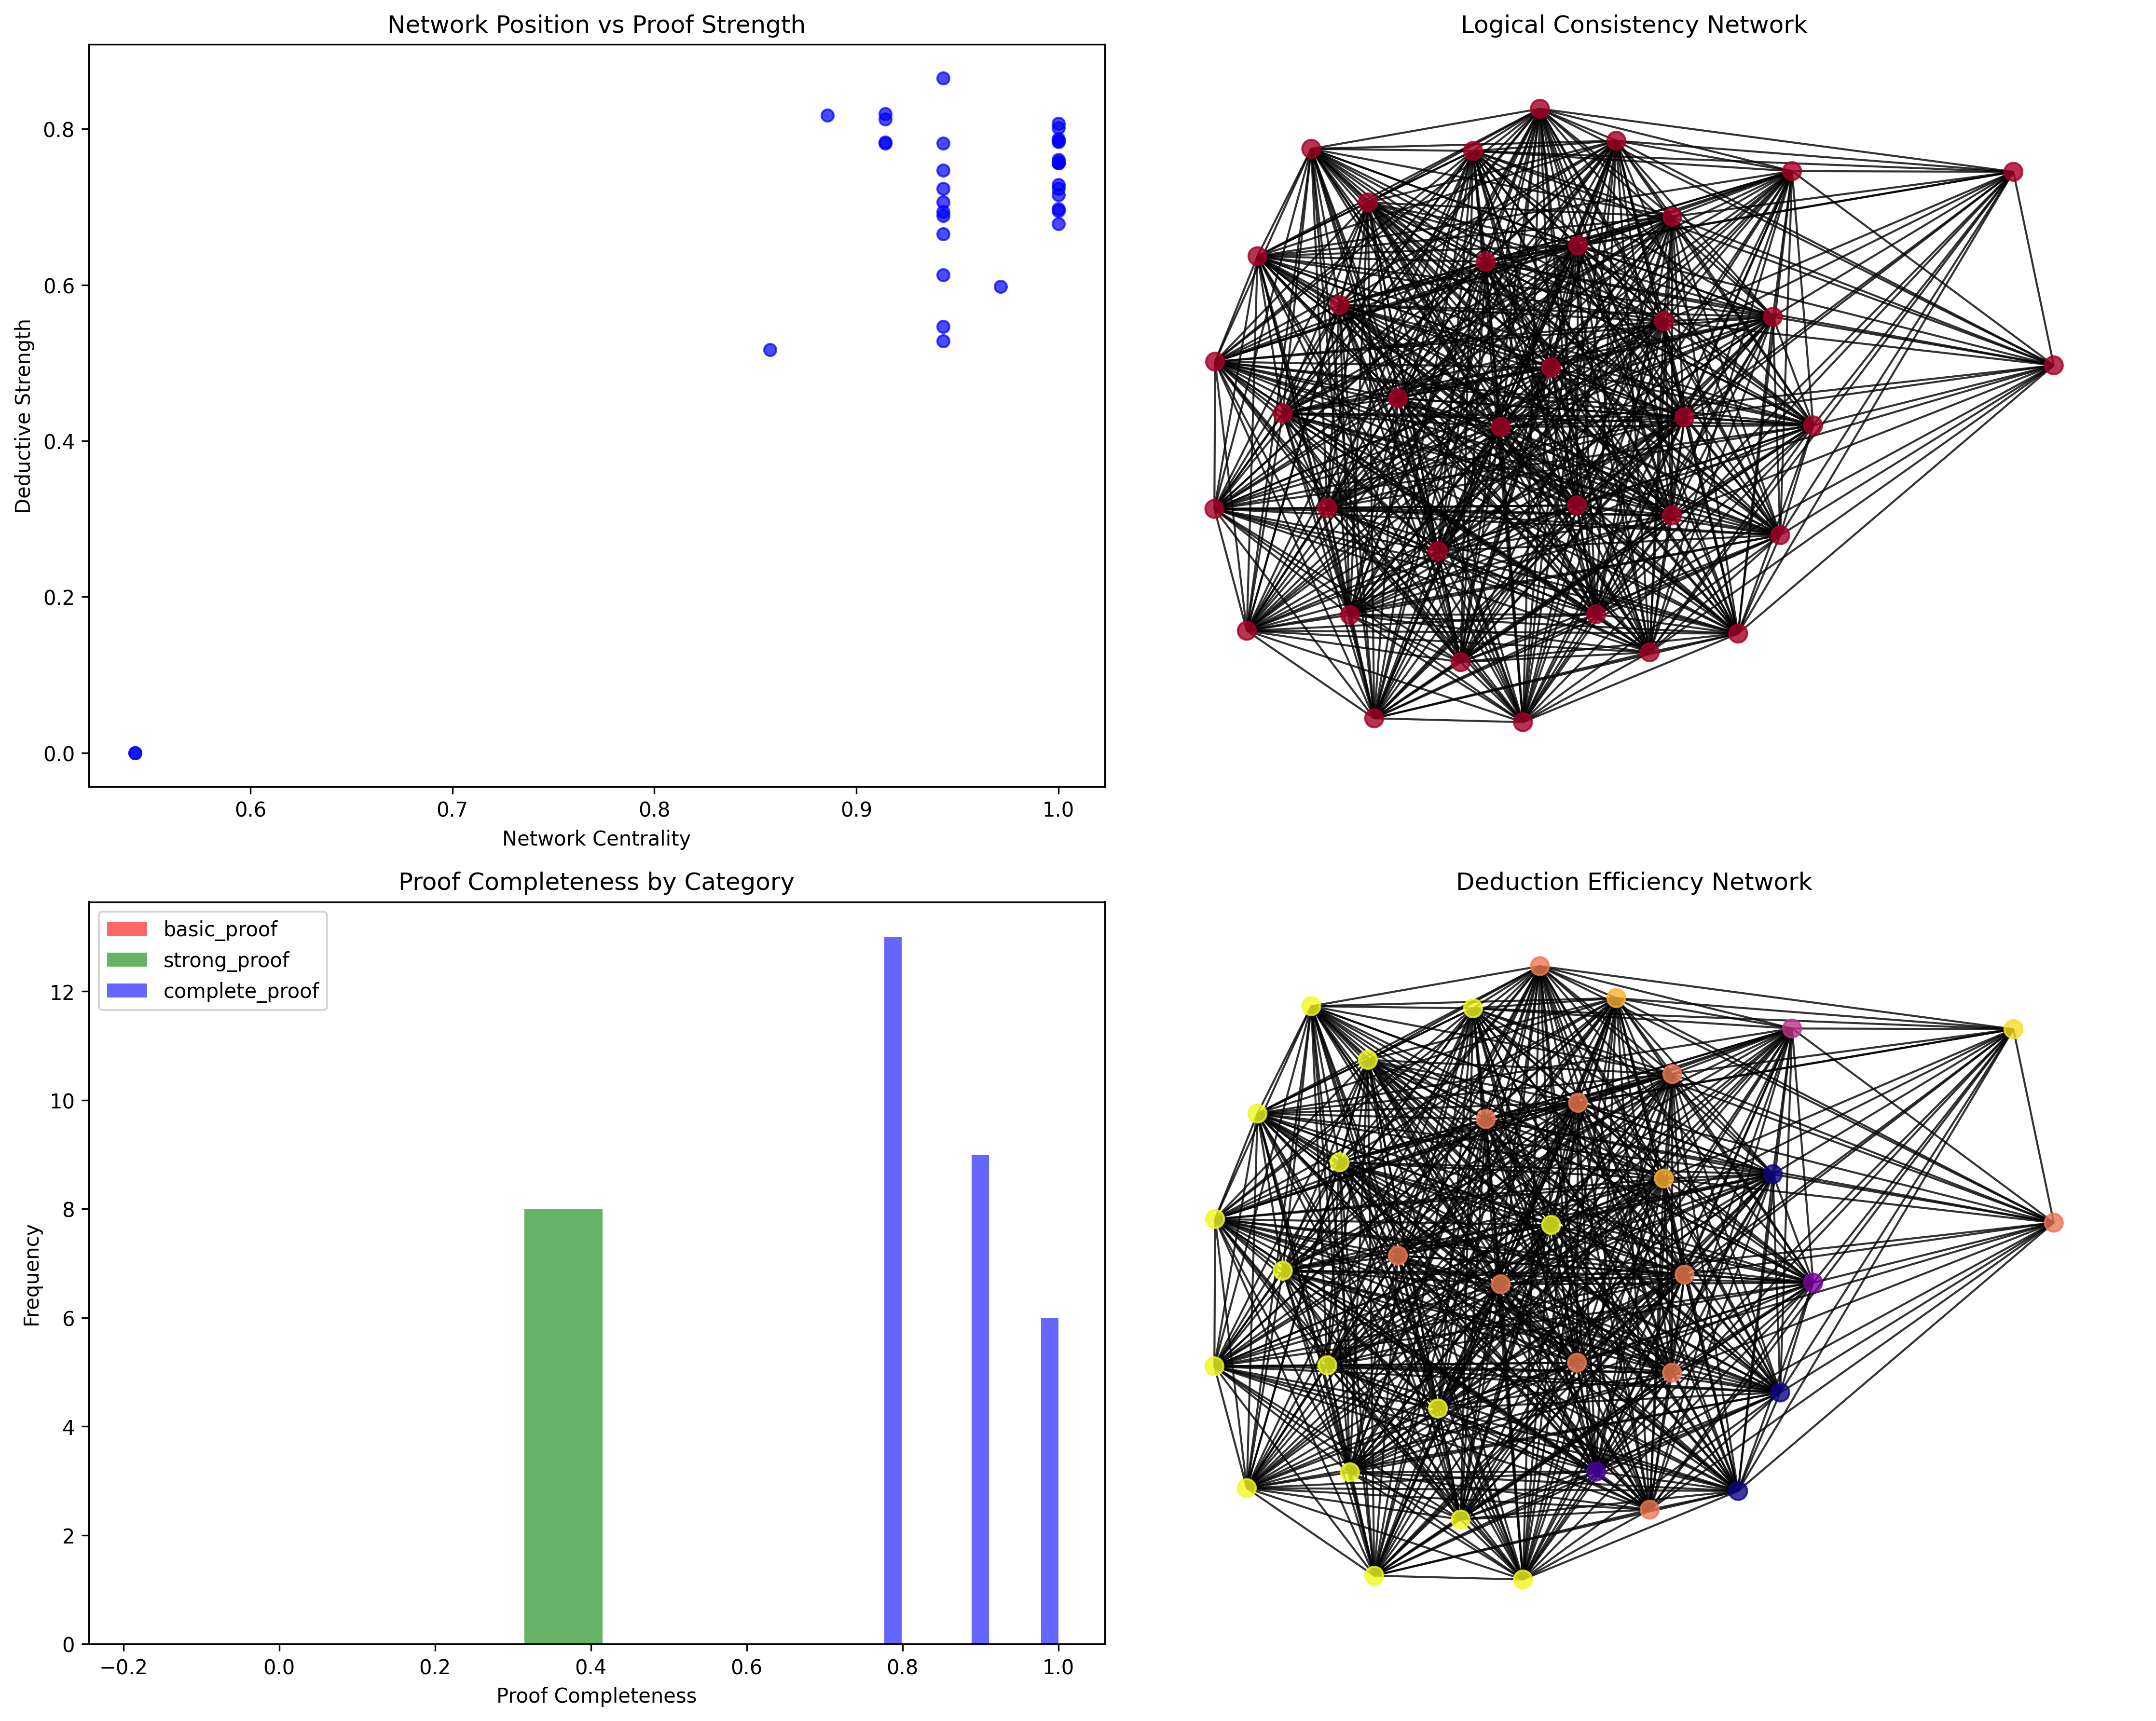 Network Position vs Proof Strength
Deductive Strength
0.8
0.6
0.4
0.2
0.0
0.6
0.7
0.8
0.9
1.0
Network Centrality
Logical Consistency Network
Proof Completeness by Category
basic_proof
strong_proof
complete_proof
Frequency
12
10
8
6
4
2
0
−0.2
0.0
0.2
0.4
0.6
0.8
1.0
Proof Completeness
Deduction Efficiency Network